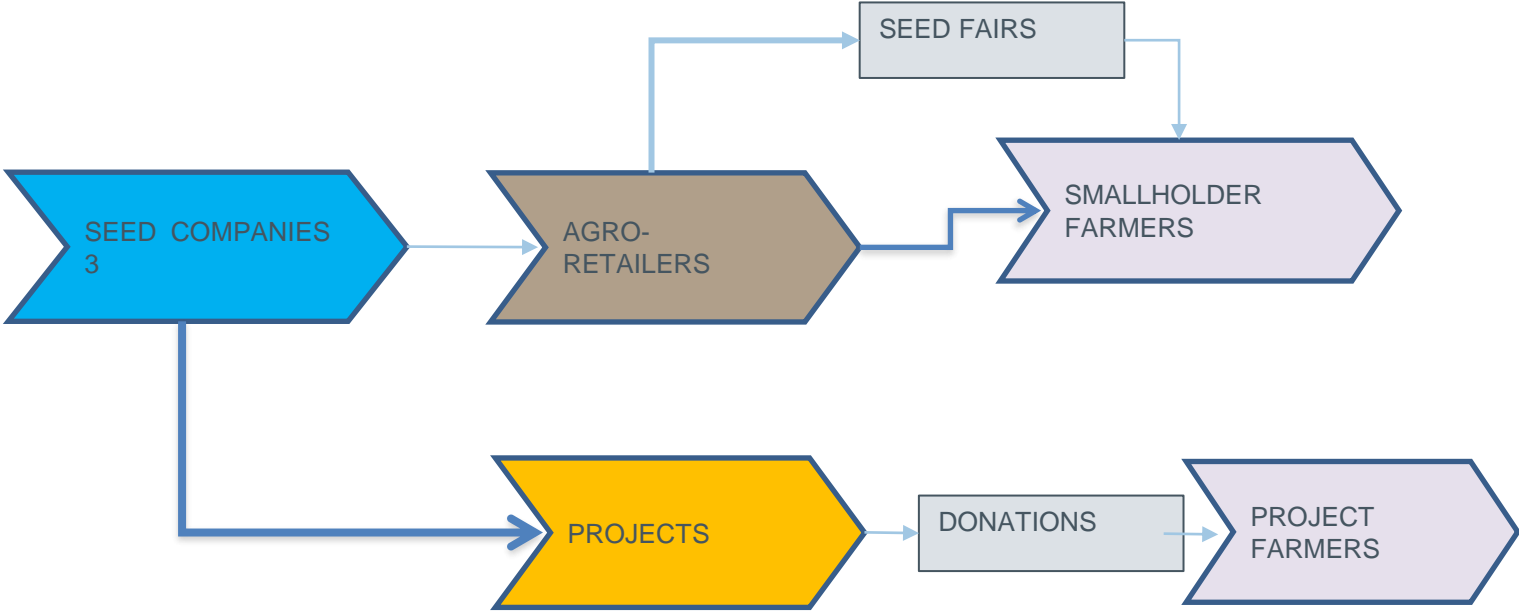 SEED FAIRS
SMALLHOLDER
FARMERS
SEED  COMPANIES
3
AGRO-
RETAILERS
PROJECTS
DONATIONS
PROJECT
FARMERS